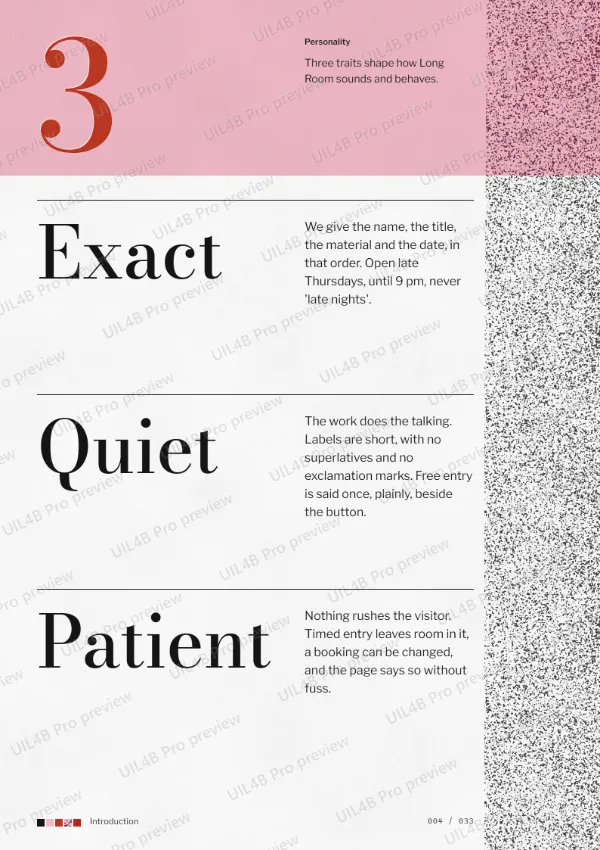 3
Personality
Three traits shape how Long
Room sounds and behaves.
Exact
We give the name, the title,
the material and the date, in
that order. Open late
Thursdays, until 9 pm, never
'late nights'.
Quiet
The work does the talking.
Labels are short, with no
superlatives and no
exclamation marks. Free entry
is said once, plainly, beside
the button.
Patient
Nothing rushes the visitor.
Timed entry leaves room in it,
a booking can be changed,
and the page says so without
fuss.
Introduction
004 / 033
UIL4B Pro preview